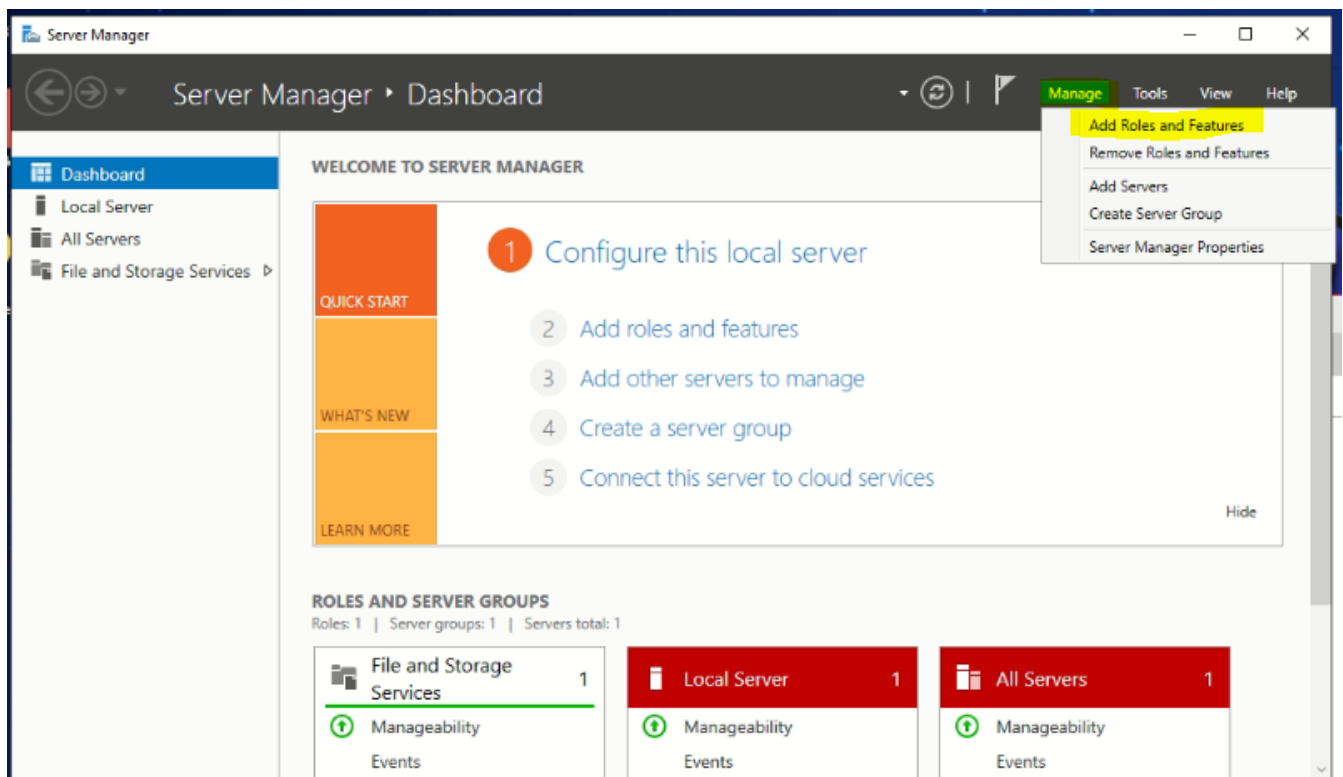 Server Manager
Server Manager • Dashboard
Manage Tools View Help
Add Roles and Features
Remove Roles and Features
Add Servers
Create Server Group
Server Manager Properties
Dashboard
Local Server
All Servers
File and Storage Services
WELCOME TO SERVER MANAGER
QUICK START
WHAT'S NEW
LEARN MORE
1 Configure this local server
2 Add roles and features
3 Add other servers to manage
4 Create a server group
5 Connect this server to cloud services
Hide
ROLES AND SERVER GROUPS
Roles: 1 | Server groups: 1 | Servers total: 1
File and Storage
Services 1
Manageability
Events
Local Server 1
Manageability
Events
All Servers 1
Manageability
Events